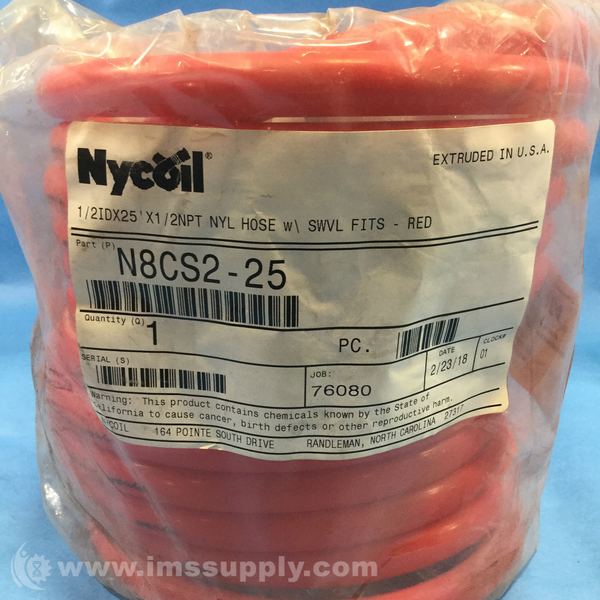 Nycoil®
EXTRUDED IN U.S.A.
1/2IDX25'X1/2NPT NYL HOSE w\ SWVL FITS - RED
Part (P)
N8CS2-25
Quantity (Q)
1
PC.
SERIAL (S)
JOB:
76080
DATE
2/23/18
CLOCK#
01
Warning: This product contains chemicals known by the State of
California to cause cancer, birth defects or other reproductive harm.
NYCOIL 164 POINTE SOUTH DRIVE RANDLEMAN, NORTH CAROLINA 27317
www.imssupply.com